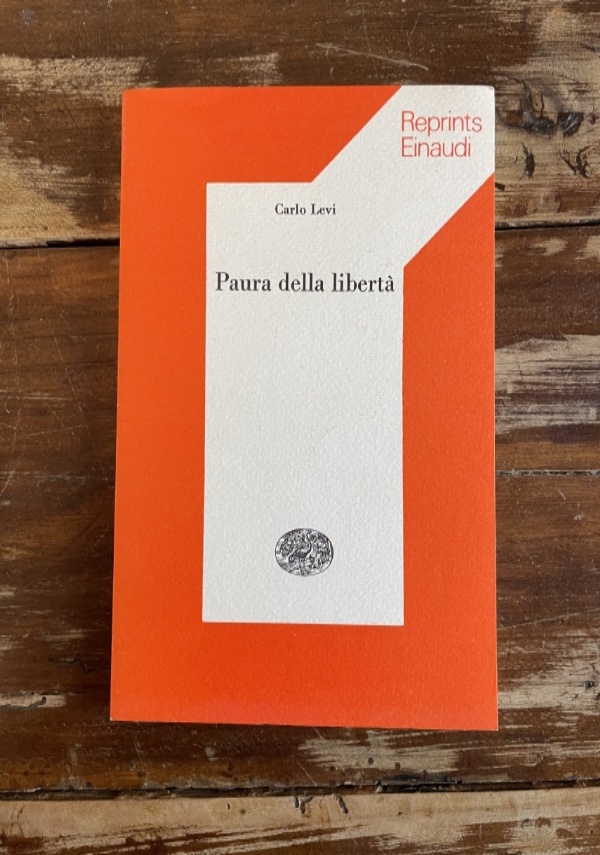 Reprints
Einaudi
Carlo Levi
Paura della libertà